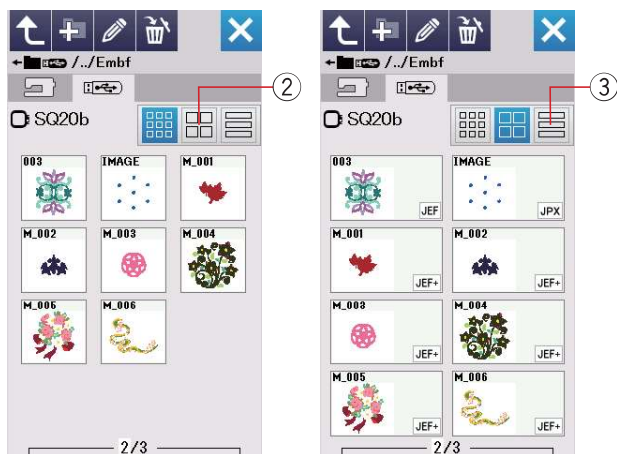 ←/../Embf
②
SQ20b
003 IMAGE M_001
M_002 M_003 M_004
M_005 M_006
2/3
←/../Embf
③
SQ20b
003 IMAGE
JEF JPX
M_001 M_002
JEF+ JEF+
M_003 M_004
JEF+ JEF+
M_005 M_006
JEF+ JEF+
2/3